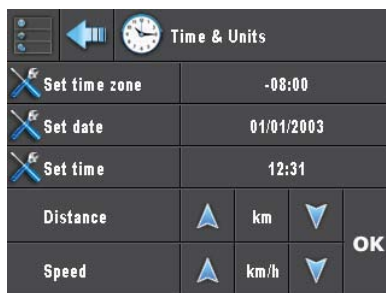 Time & Units
Set time zone -08:00
Set date 01/01/2003
Set time 12:31
Distance km
OK
Speed km/h